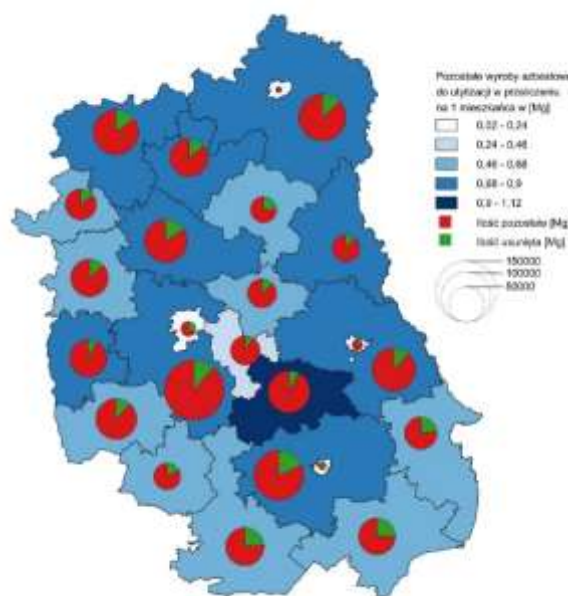 Pozostałe wyroby azbestowe
do utylizacji w przeliczeniu
na 1 mieszkańca w [Mg]
0,02 - 0,24
0,24 - 0,46
0,46 - 0,68
0,68 - 0,9
0,9 - 1,12
Ilość pozostała [Mg]
Ilość usunięta [Mg]
150000
100000
50000